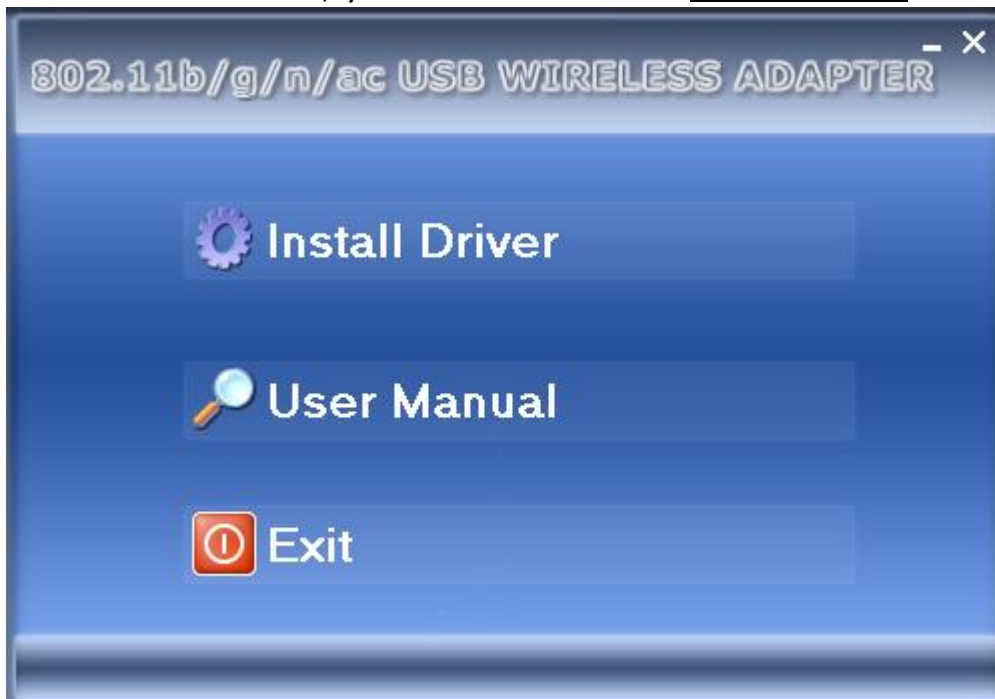 802.11b/g/n/ac USB WIRELESS ADAPTER
Install Driver
User Manual
Exit